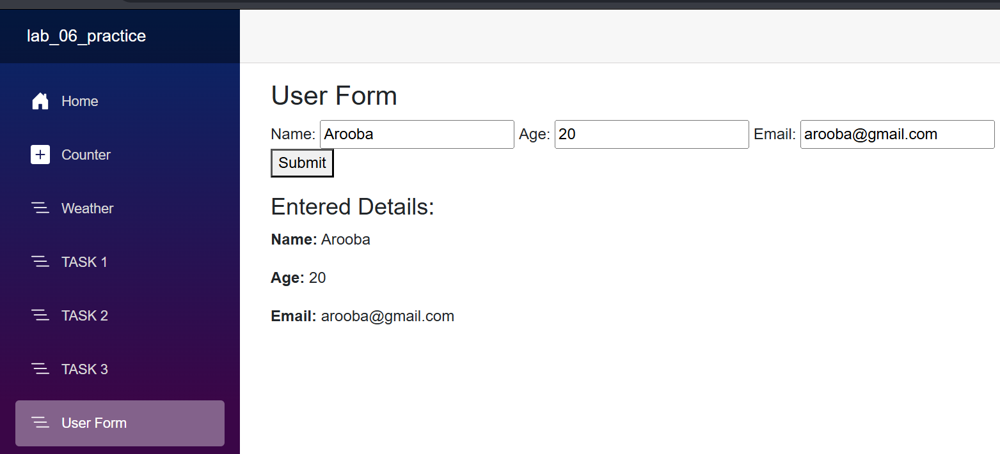 lab_06_practice
Home
Counter
Weather
TASK 1
TASK 2
TASK 3
User Form
User Form
Name: Arooba Age: 20 Email: arooba@gmail.com
Submit
Entered Details:
Name: Arooba
Age: 20
Email: arooba@gmail.com